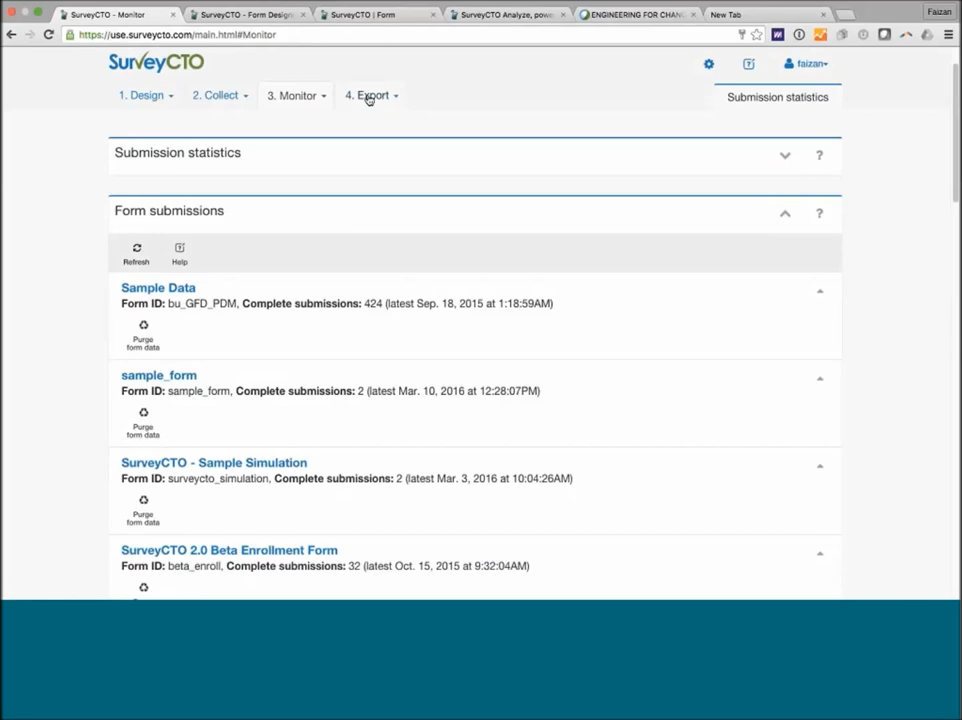 SurveyCTO - Monitor
SurveyCTO - Form Design
SurveyCTO | Form
SurveyCTO Analyze, pow
ENGINEERING FOR CHAN
New Tab
Faizan
https://use.surveycto.com/main.html#Monitor
SurveyCTO
faizan
1. Design
2. Collect
3. Monitor
4. Export
Submission statistics
Submission statistics
?
Form submissions
?
Refresh
Help
Sample Data
Form ID: bu_GFD_PDM, Complete submissions: 424 (latest Sep. 18, 2015 at 1:18:59AM)
Purge
form data
sample_form
Form ID: sample_form, Complete submissions: 2 (latest Mar. 10, 2016 at 12:28:07PM)
Purge
form data
SurveyCTO - Sample Simulation
Form ID: surveycto_simulation, Complete submissions: 2 (latest Mar. 3, 2016 at 10:04:26AM)
Purge
form data
SurveyCTO 2.0 Beta Enrollment Form
Form ID: beta_enroll, Complete submissions: 32 (latest Oct. 15, 2015 at 9:32:04AM)